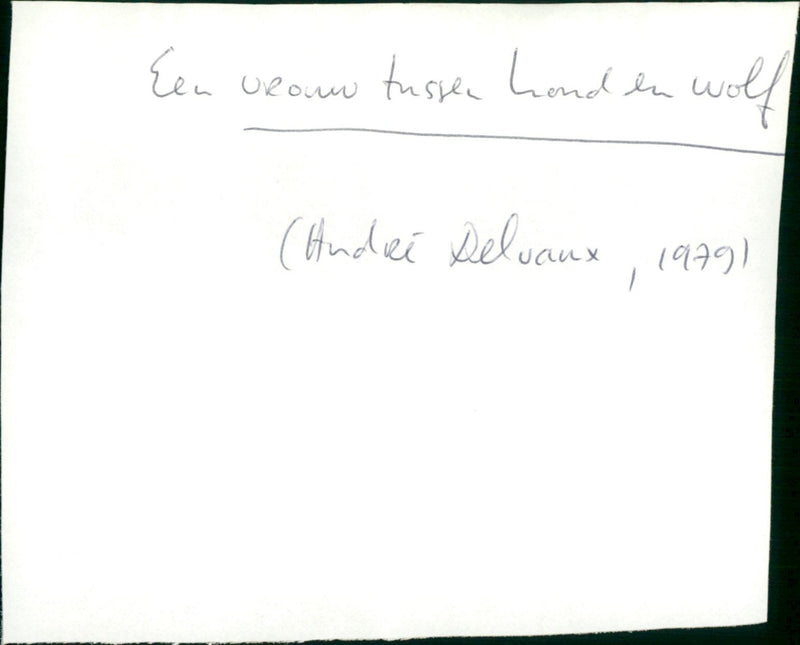 Een vrouw tussen hond en wolf
(André Delvaux, 1979)